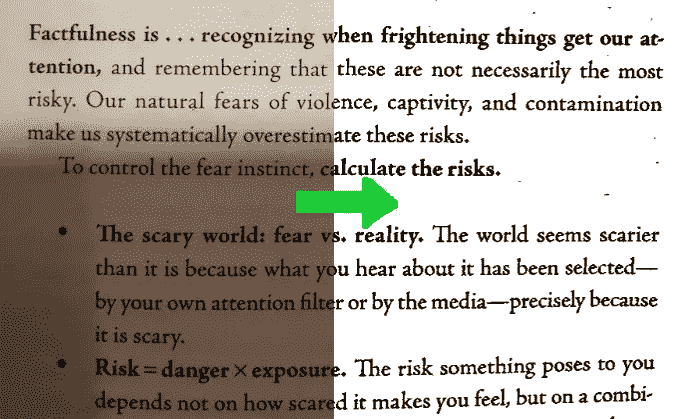 Factfulness is . . . recognizing when frightening things get our at-
tention, and remembering that these are not necessarily the most
risky. Our natural fears of violence, captivity, and contamination
make us systematically overestimate these risks.
To control the fear instinct, calculate the risks.
• The scary world: fear vs. reality. The world seems scarier
than it is because what you hear about it has been selected—
by your own attention filter or by the media—precisely because
it is scary.
• Risk = danger × exposure. The risk something poses to you
depends not on how scared it makes you feel, but on a combi-